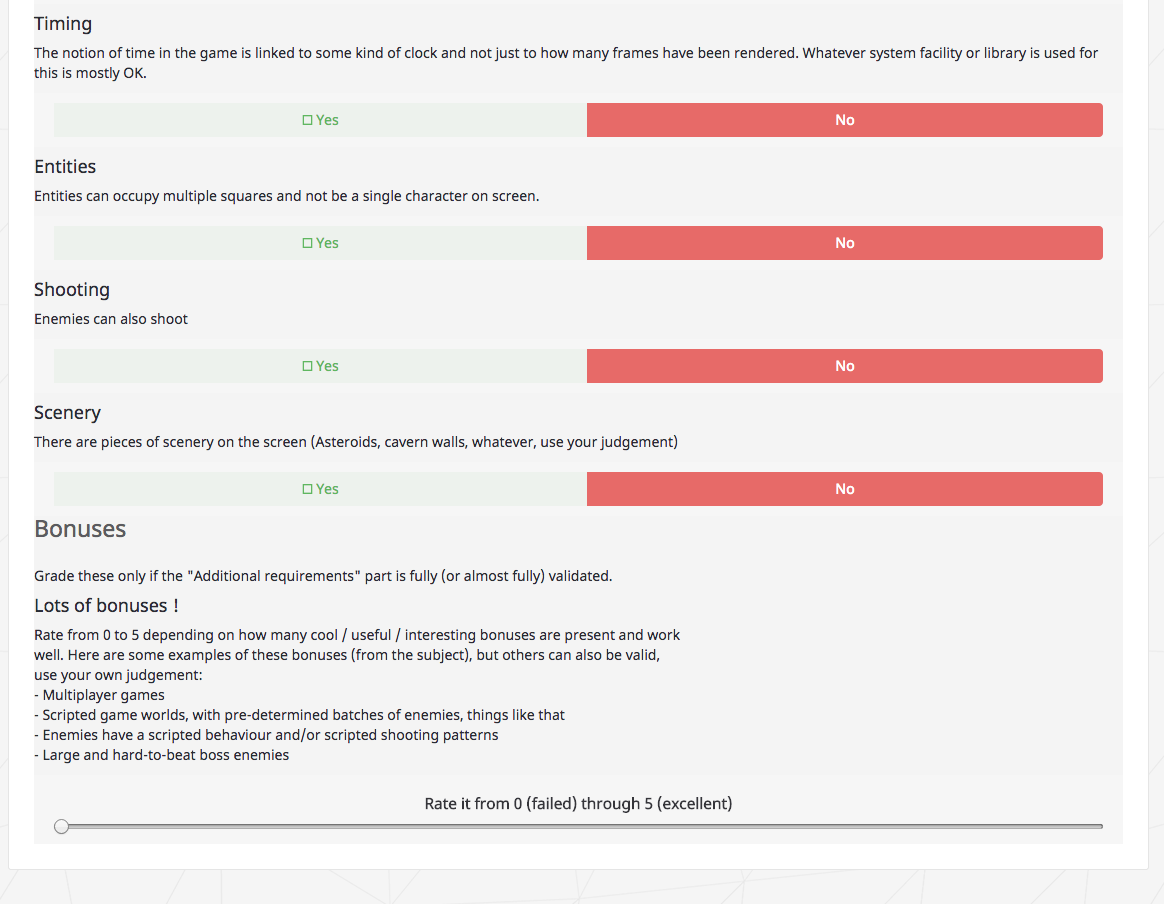 Timing
The notion of time in the game is linked to some kind of clock and not just to how many frames have been rendered. Whatever system facility or library is used for
this is mostly OK.
Yes No
Entities
Entities can occupy multiple squares and not be a single character on screen.
Yes No
Shooting
Enemies can also shoot
Yes No
Scenery
There are pieces of scenery on the screen (Asteroids, cavern walls, whatever, use your judgement)
Yes No
Bonuses
Grade these only if the "Additional requirements" part is fully (or almost fully) validated.
Lots of bonuses !
Rate from 0 to 5 depending on how many cool / useful / interesting bonuses are present and work
well. Here are some examples of these bonuses (from the subject), but others can also be valid,
use your own judgement:
- Multiplayer games
- Scripted game worlds, with pre-determined batches of enemies, things like that
- Enemies have a scripted behaviour and/or scripted shooting patterns
- Large and hard-to-beat boss enemies
Rate it from 0 (failed) through 5 (excellent)